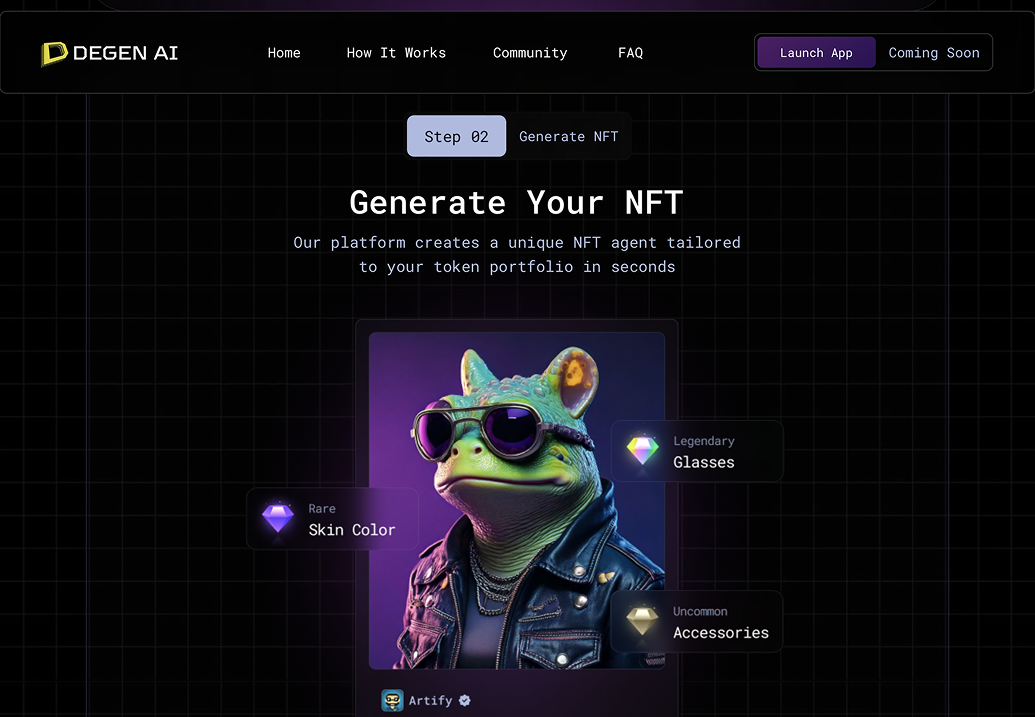 DEGEN AI
Home
How It Works
Community
FAQ
Launch App
Coming Soon
Step 02
Generate NFT
Generate Your NFT
Our platform creates a unique NFT agent tailored
to your token portfolio in seconds
Legendary
Glasses
Rare
Skin Color
Uncommon
Accessories
Artify